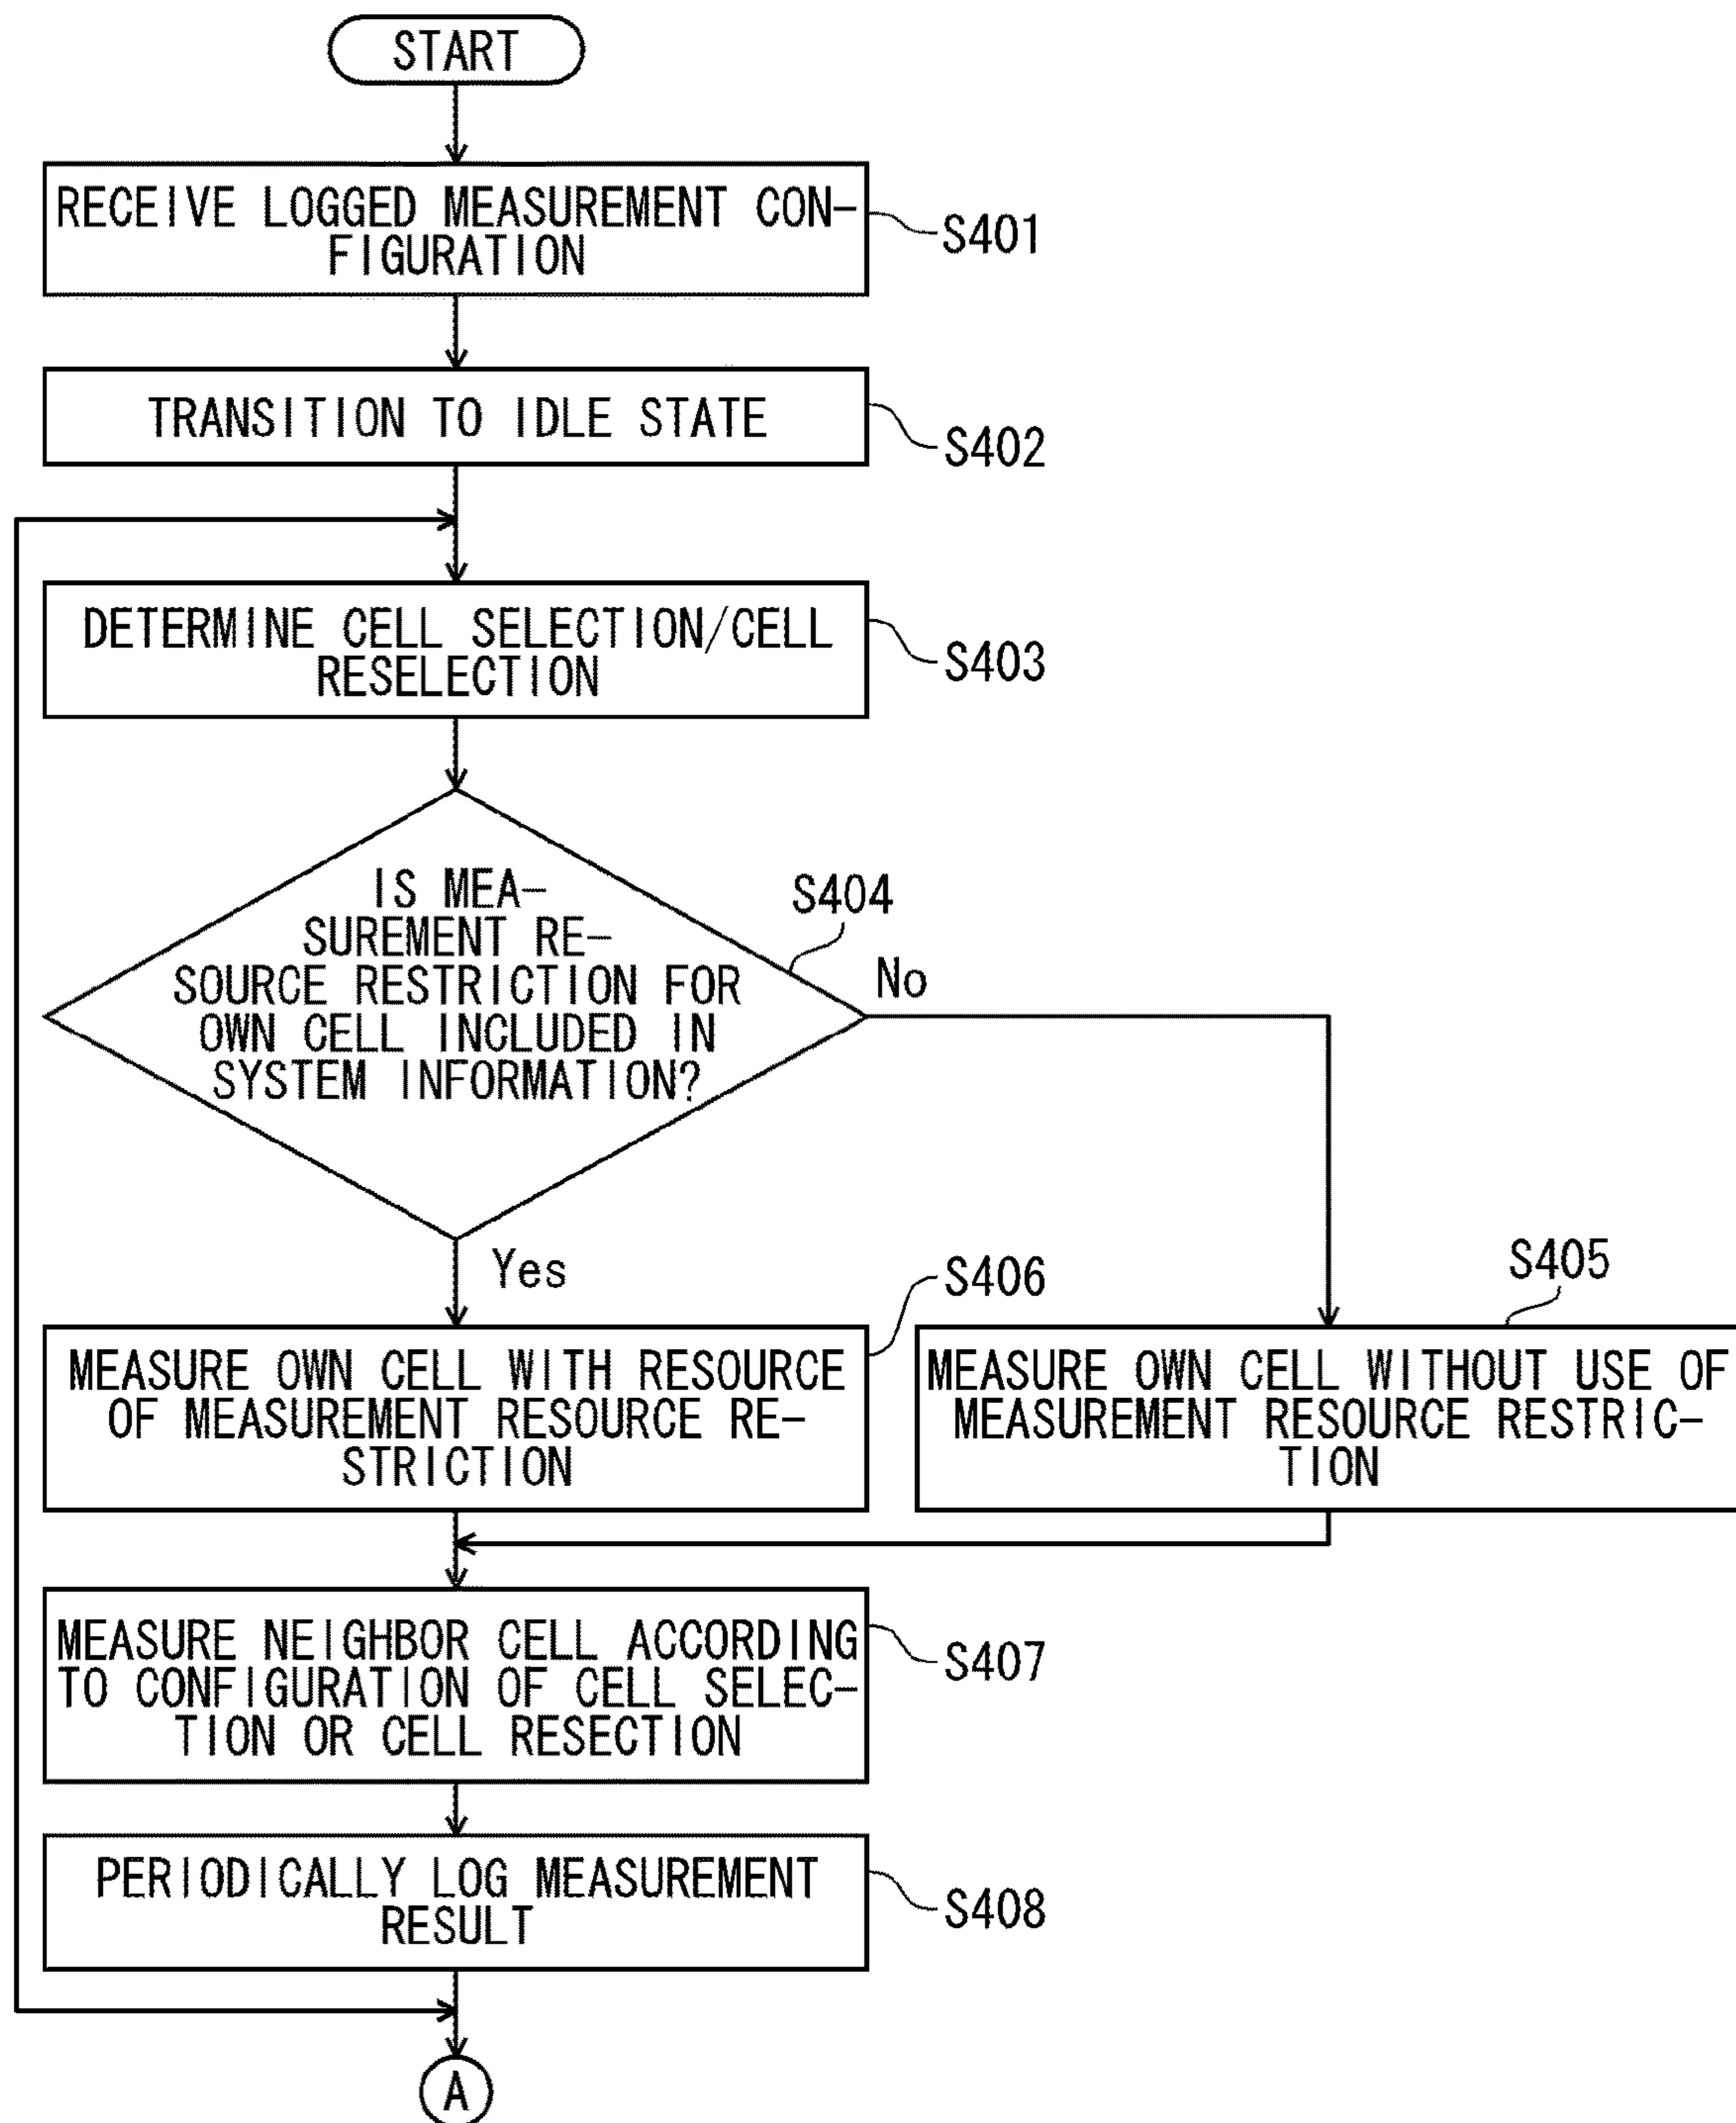 START
RECEIVE LOGGED MEASUREMENT CON-
FIGURATION
S401
TRANSITION TO IDLE STATE
S402
DETERMINE CELL SELECTION/CELL
RESELECTION
S403
IS MEA-
SUREMENT RE-
SOURCE RESTRICTION FOR
OWN CELL INCLUDED IN
SYSTEM INFORMATION?
S404
No
Yes
S406
MEASURE OWN CELL WITH RESOURCE
OF MEASUREMENT RESOURCE RE-
STRICTION
S405
MEASURE OWN CELL WITHOUT USE OF
MEASUREMENT RESOURCE RESTRIC-
TION
MEASURE NEIGHBOR CELL ACCORDING
TO CONFIGURATION OF CELL SELEC-
TION OR CELL RESECTION
S407
PERIODICALLY LOG MEASUREMENT
RESULT
S408
A